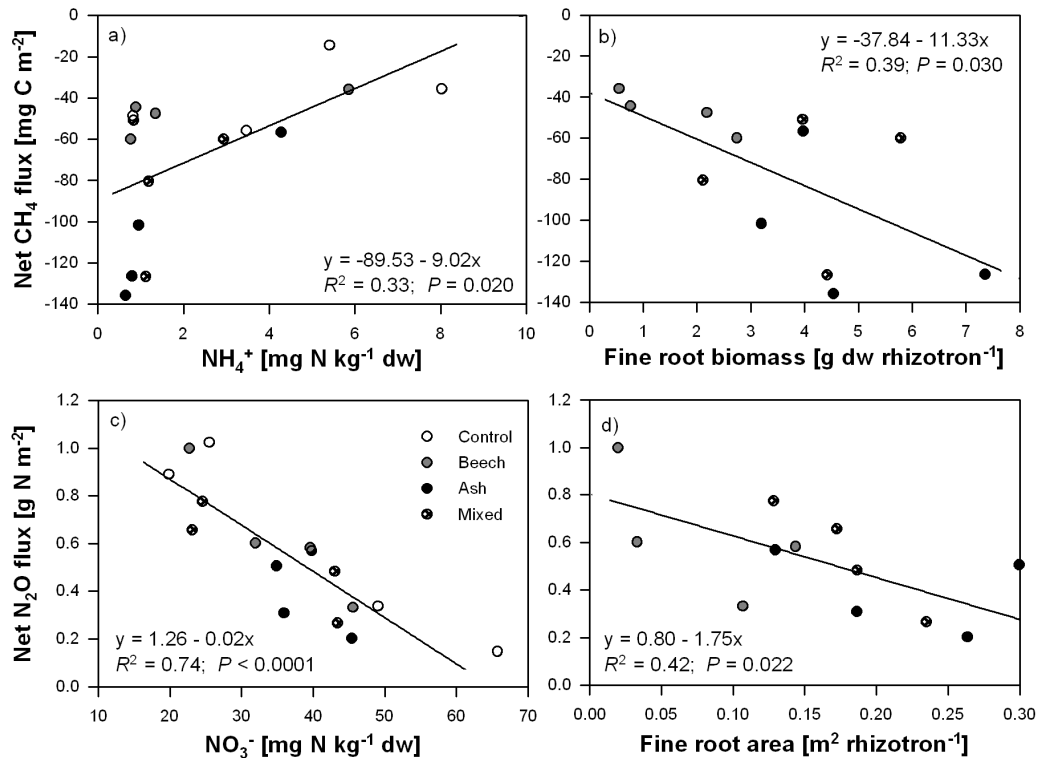 a)
Net CH₄ flux [mg C m⁻²]
0
-20
-40
-60
-80
-100
-120
-140
y = -89.53 - 9.02x
R² = 0.33; P = 0.020
0 2 4 6 8 10
NH₄⁺ [mg N kg⁻¹ dw]
b)
y = -37.84 - 11.33x
R² = 0.39; P = 0.030
0
-20
-40
-60
-80
-100
-120
-140
0 1 2 3 4 5 6 7 8
Fine root biomass [g dw rhizotron⁻¹]
c)
Net N₂O flux [g N m⁻²]
1.2
1.0
0.8
0.6
0.4
0.2
0.0
Control
Beech
Ash
Mixed
y = 1.26 - 0.02x
R² = 0.74; P < 0.0001
10 20 30 40 50 60 70
NO₃⁻ [mg N kg⁻¹ dw]
d)
1.2
1.0
0.8
0.6
0.4
0.2
0.0
y = 0.80 - 1.75x
R² = 0.42; P = 0.022
0.00 0.05 0.10 0.15 0.20 0.25 0.30
Fine root area [m² rhizotron⁻¹]